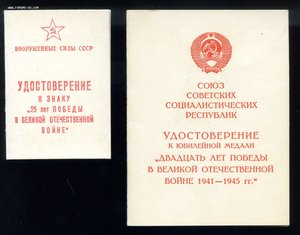 ВООРУЖЕННЫЕ СИЛЫ СССР
УДОСТОВЕРЕНИЕ
К ЗНАКУ
„25 ЛЕТ ПОБЕДЫ
В ВЕЛИКОЙ ОТЕЧЕСТВЕННОЙ
ВОЙНЕ“
СОЮЗ
СОВЕТСКИХ
СОЦИАЛИСТИЧЕСКИХ
РЕСПУБЛИК
УДОСТОВЕРЕНИЕ
К ЮБИЛЕЙНОЙ МЕДАЛИ
„ДВАДЦАТЬ ЛЕТ ПОБЕДЫ
В ВЕЛИКОЙ ОТЕЧЕСТВЕННОЙ
ВОЙНЕ 1941—1945 гг.“